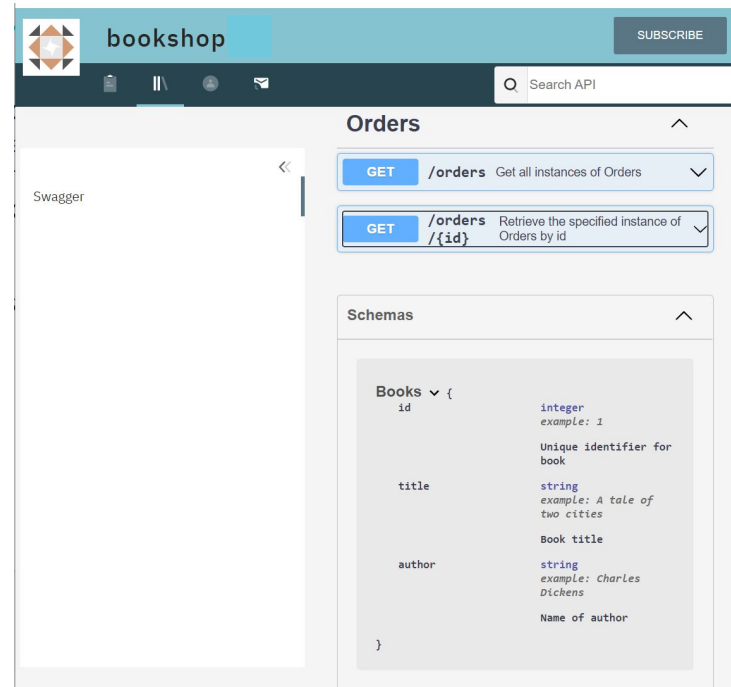 bookshop
SUBSCRIBE
Search API
Swagger
Orders
GET /orders Get all instances of Orders
GET /orders Retrieve the specified instance of
/{id} Orders by id
Schemas
Books {
id integer
example: 1
Unique identifier for
book
title string
example: A tale of
two cities
Book title
author string
example: Charles
Dickens
Name of author
}